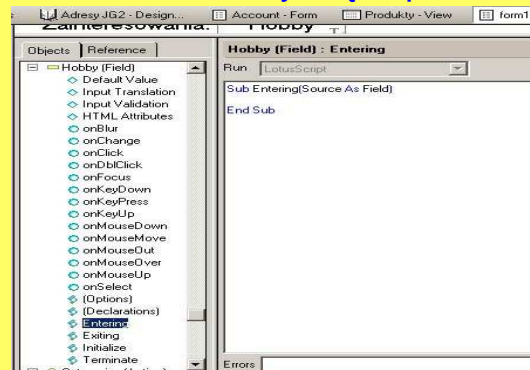 Adresy JG2 - Design... Account - Form Produkty - View form1
Zainteresowania: Hobby T
Objects Reference
Hobby (Field) : Entering
Run LotusScript
Hobby (Field)
Default Value
Input Translation
Input Validation
HTML Attributes
onBlur
onChange
onClick
onDblClick
onFocus
onKeyDown
onKeyPress
onKeyUp
onMouseDown
onMouseMove
onMouseOut
onMouseOver
onMouseUp
onSelect
(Options)
(Declarations)
Entering
Exiting
Initialize
Terminate
Sub Entering(Source As Field)
End Sub
Errors